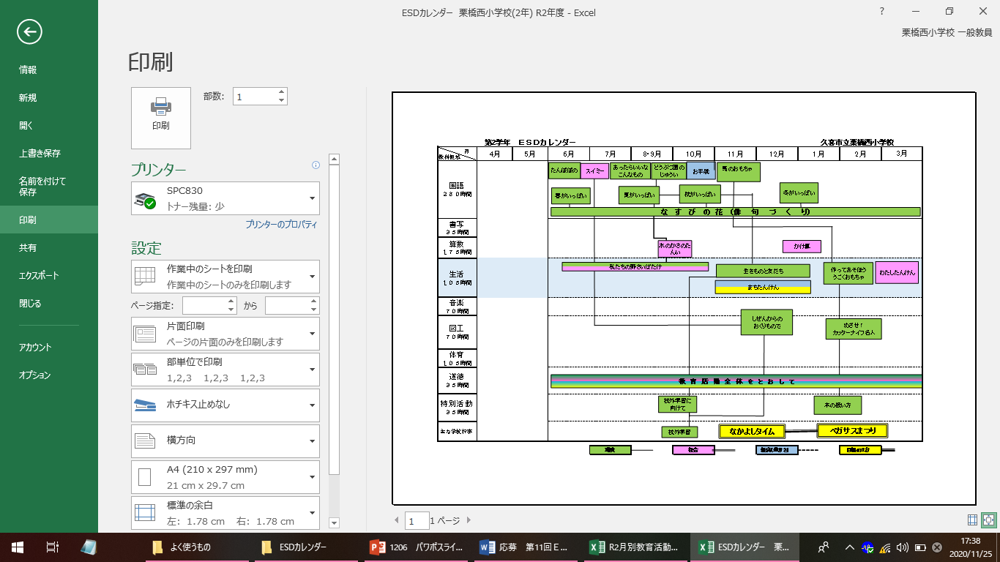 ESDカレンダー 栗橋西小学校(2年) R2年度 - Excel
?
栗橋西小学校 一般教員
情報
新規
開く
上書き保存
名前を付けて
保存
印刷
共有
エクスポート
閉じる
アカウント
オプション
印刷
印刷
部数: 1
プリンター
SPC830
トナー残量: 少
プリンターのプロパティ
設定
作業中のシートを印刷
作業中のシートのみを印刷します
ページ指定: から
片面印刷
ページの片面のみを印刷します
部単位で印刷
1,2,3 1,2,3 1,2,3
ホチキス止めなし
横方向
A4 (210 x 297 mm)
21 cm x 29.7 cm
標準の余白
左: 1.78 cm 右: 1.78 cm
第2学年 ESDカレンダー 久喜市立栗橋西小学校
月
4月 5月 6月 7月 8・9月 10月 11月 12月 1月 2月 3月
たんぽぽの スイミー あったらいいな どうぶつ園の お手紙 馬のおもちゃ
こんなもの じゅうい
国語
春がいっぱい 夏がいっぱい 秋がいっぱい 冬がいっぱい
なすびの花(俳句づくり)
書写
35時間
算数
175時間
水のかさのた
んい
かけ算
生活
105時間
私たちの野さいばたけ
生きものと友だち
まちたんけん
作ってあそぼう
うごくおもちゃ
わたしたんけん
音楽
70時間
図工
70時間
しぜんからの
おくりもので
めざせ!
カッターナイフ名人
体育
105時間
道徳
35時間
教育活動全体をとおして
特別活動
35時間
校外学習に
向けて
本の扱い方
主な学校行事
校外学習
なかよしタイム
ペガサスまつり
環境
1 1 ページ
よく使うもの
ESDカレンダー
1206 パワポスライ...
応募 第11回E...
R2月別教育活動...
ESDカレンダー 栗...
17:38
2020/11/25